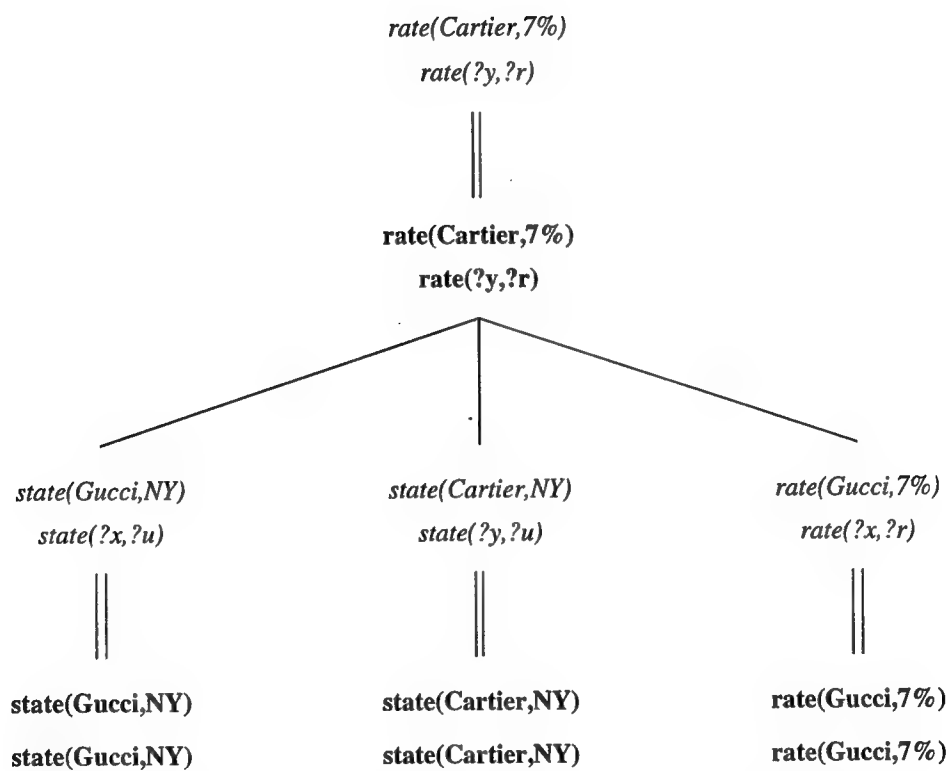 rate(Cartier,7%)
rate(?y,?r)
rate(Cartier,7%)
rate(?y,?r)
state(Gucci,NY) state(Cartier,NY) rate(Gucci,7%)
state(?x,?u) state(?y,?u) rate(?x,?r)
state(Gucci,NY) state(Cartier,NY) rate(Gucci,7%)
state(Gucci,NY) state(Cartier,NY) rate(Gucci,7%)